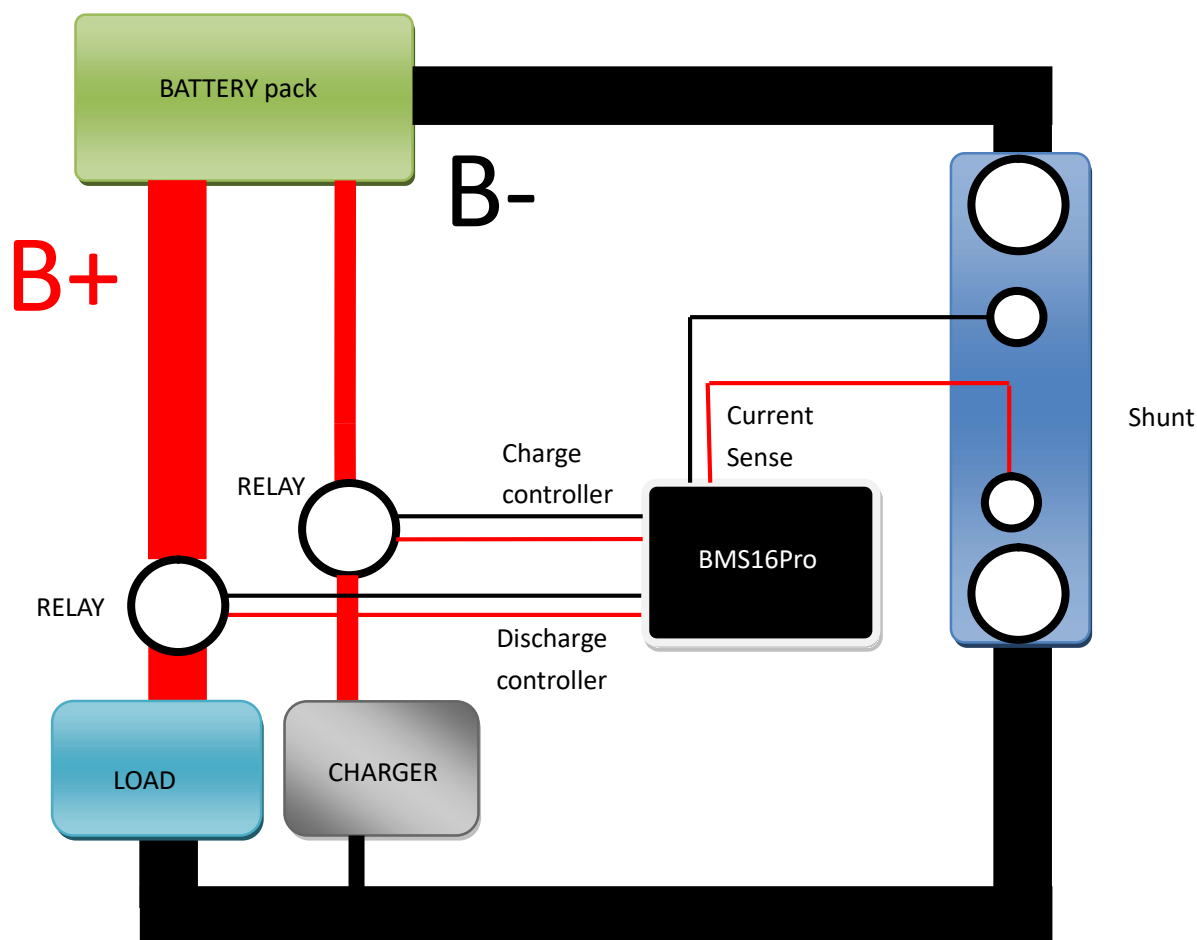 BATTERY pack
B-
B+
Shunt
Current
Sense
Charge
controller
RELAY
BMS16Pro
RELAY
Discharge
controller
LOAD
CHARGER